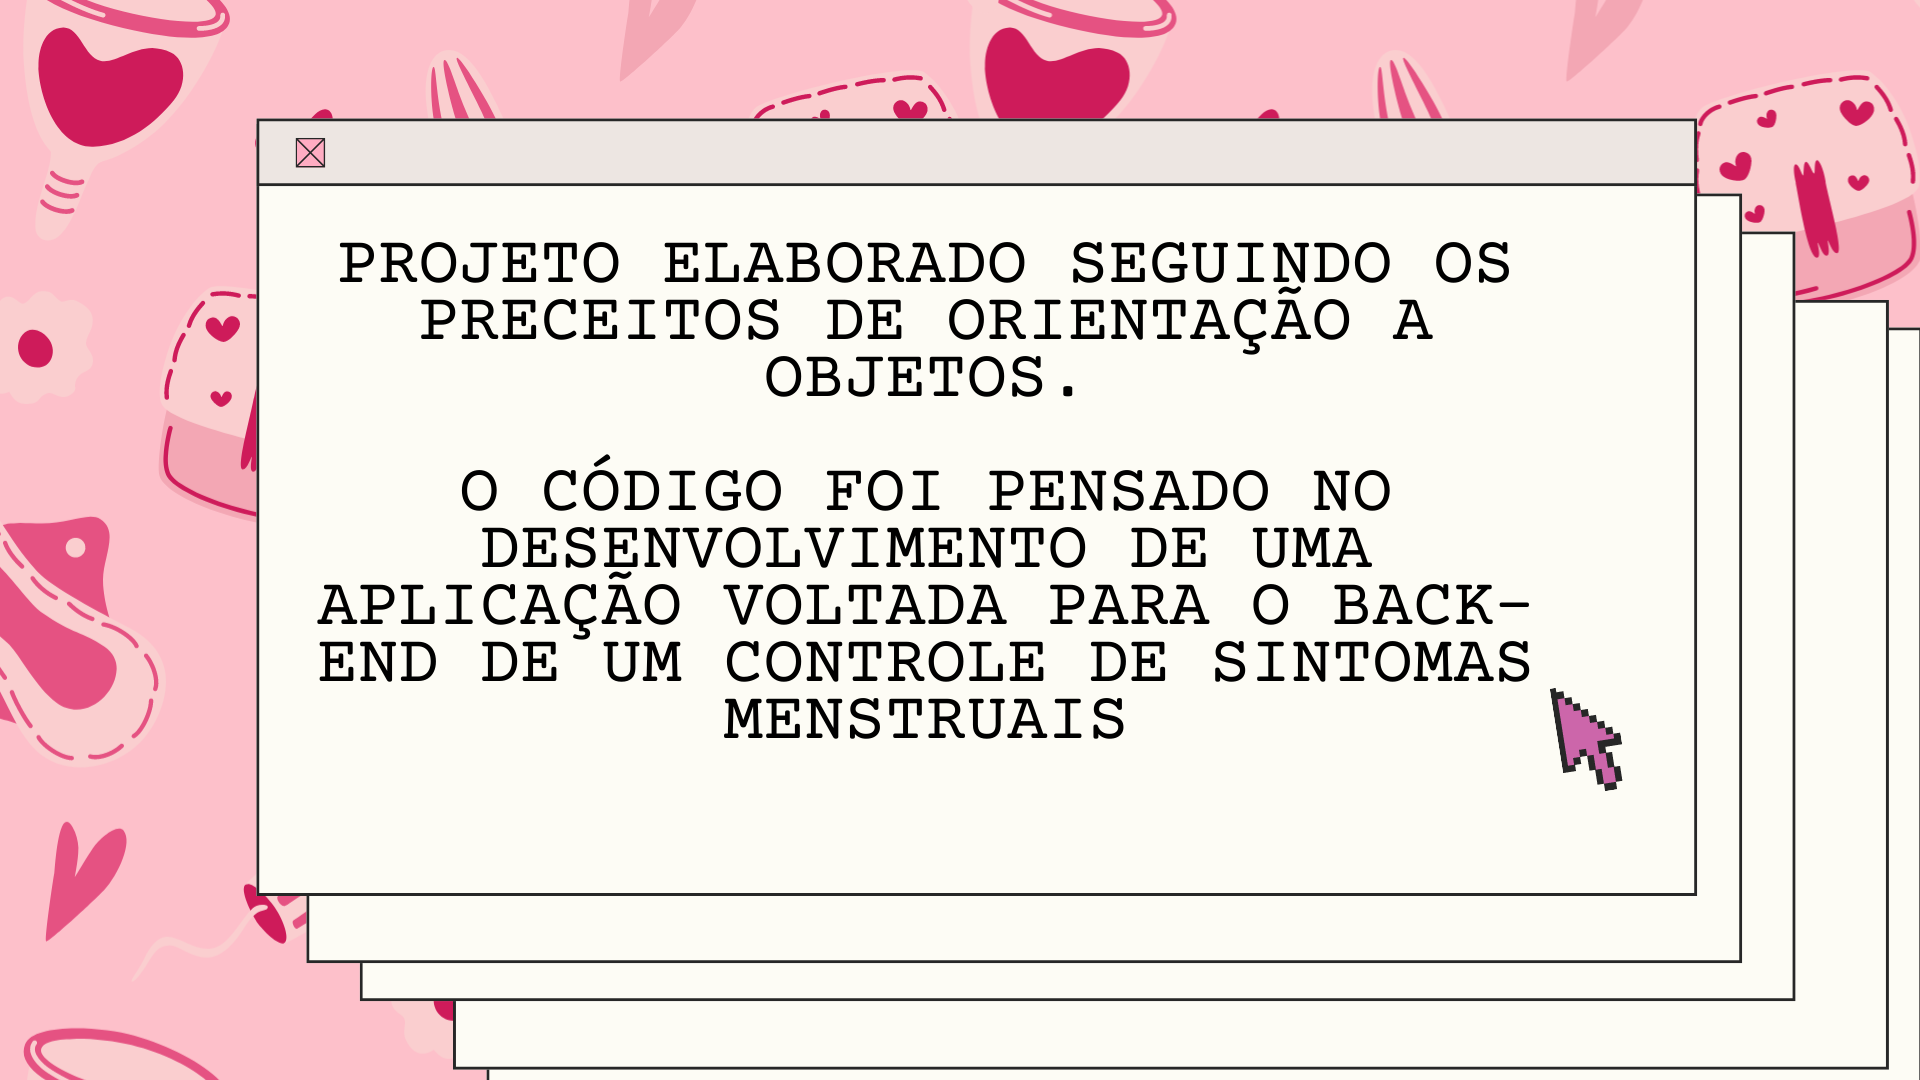 PROJETO ELABORADO SEGUINDO OS
PRECEITOS DE ORIENTAÇÃO A
OBJETOS.
O CÓDIGO FOI PENSADO NO
DESENVOLVIMENTO DE UMA
APLICAÇÃO VOLTADA PARA O BACK-
END DE UM CONTROLE DE SINTOMAS
MENSTRUAIS